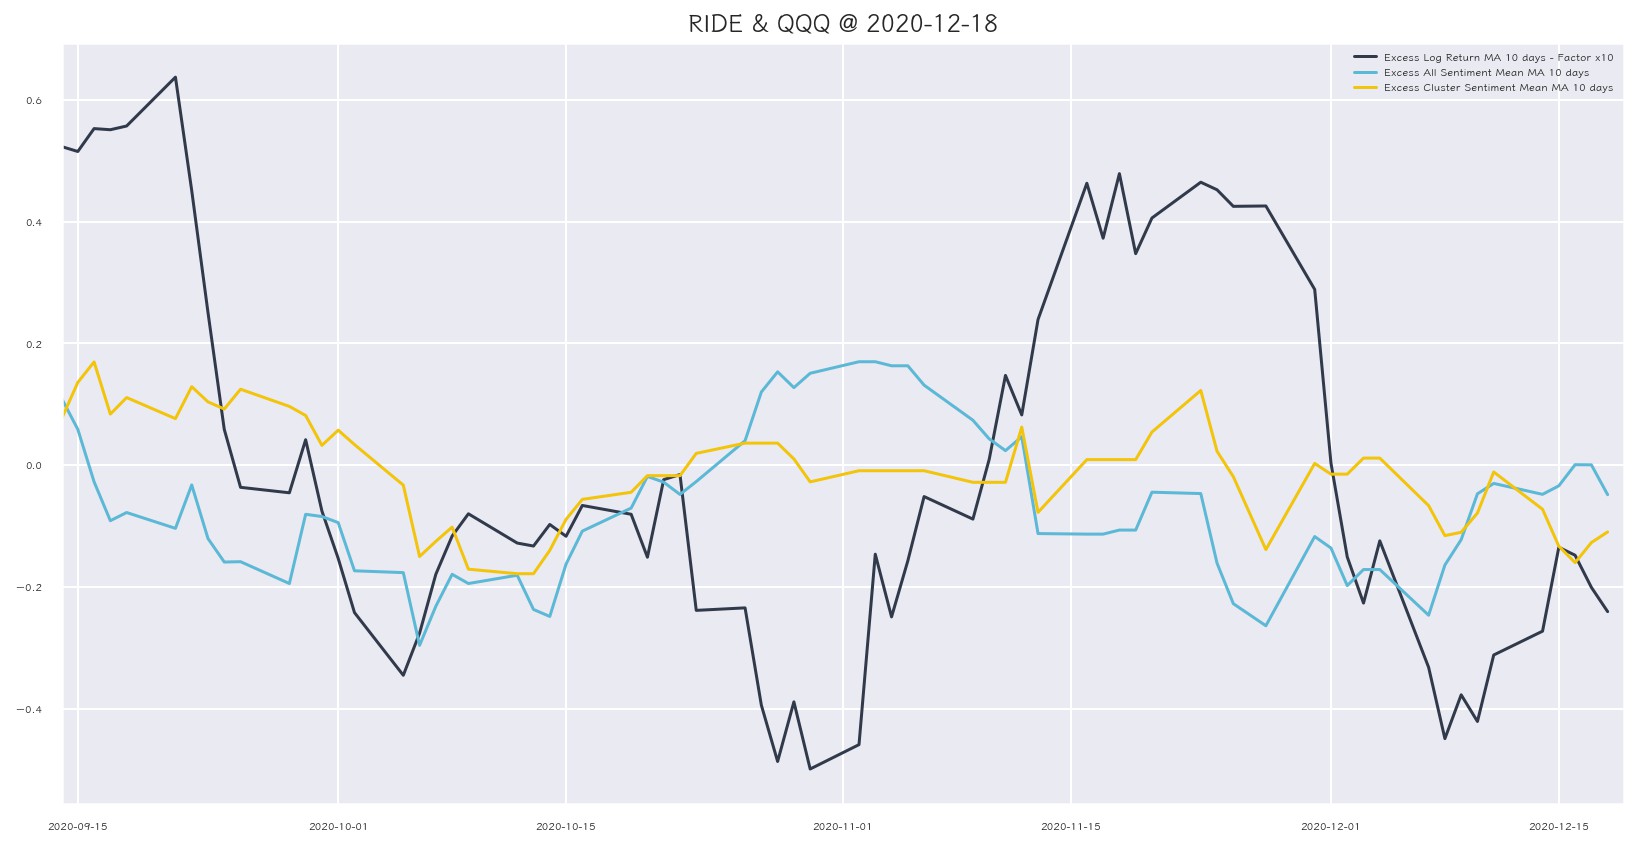 RIDE & QQQ @ 2020-12-18
Excess Log Return MA 10 days - Factor x10
Excess All Sentiment Mean MA 10 days
Excess Cluster Sentiment Mean MA 10 days
0.6
0.4
0.2
0.0
−0.2
−0.4
2020-09-15 2020-10-01 2020-10-15 2020-11-01 2020-11-15 2020-12-01 2020-12-15